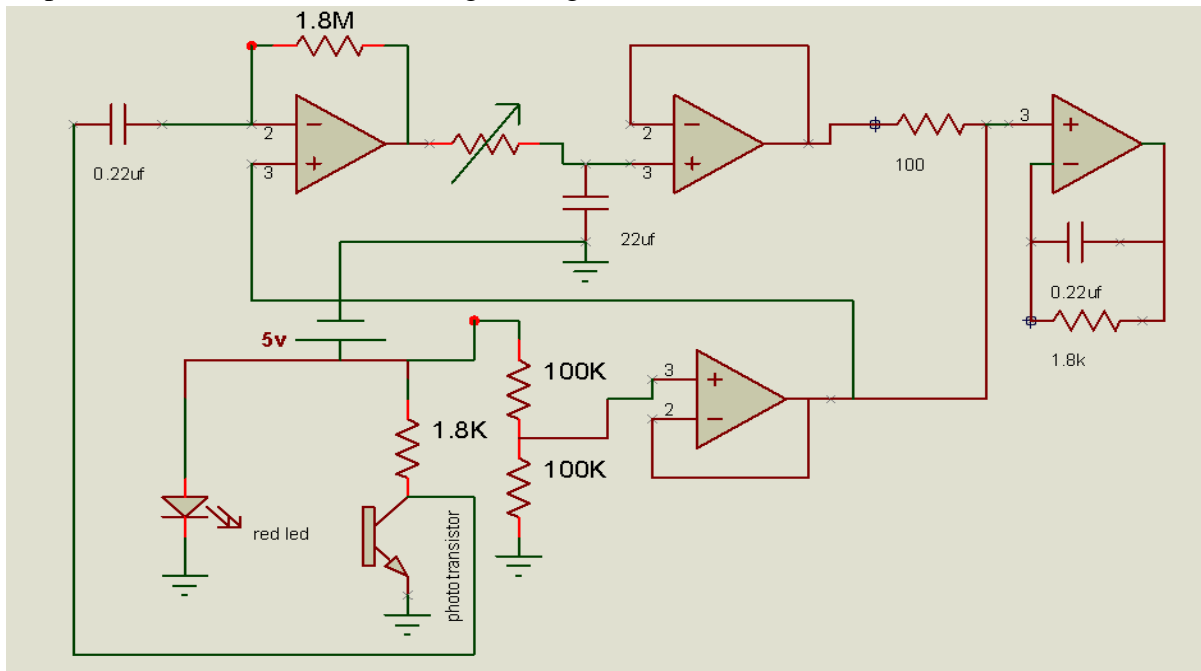 1.8M
2
3
0.22uf
2
3
22uf
100
3
0.22uf
1.8k
5v
100K
1.8K
100K
3
2
red led
phototransistor